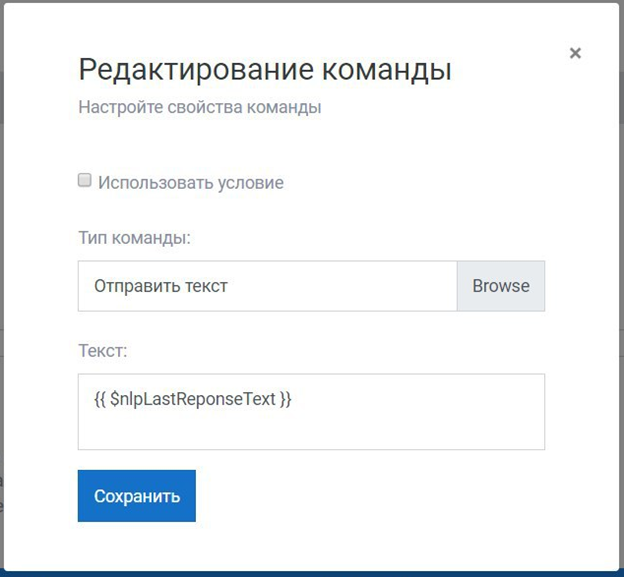 ×
Редактирование команды
Настройте свойства команды
Использовать условие
Тип команды:
Отправить текст
Browse
Текст:
{{ $nlpLastReponseText }}
Сохранить